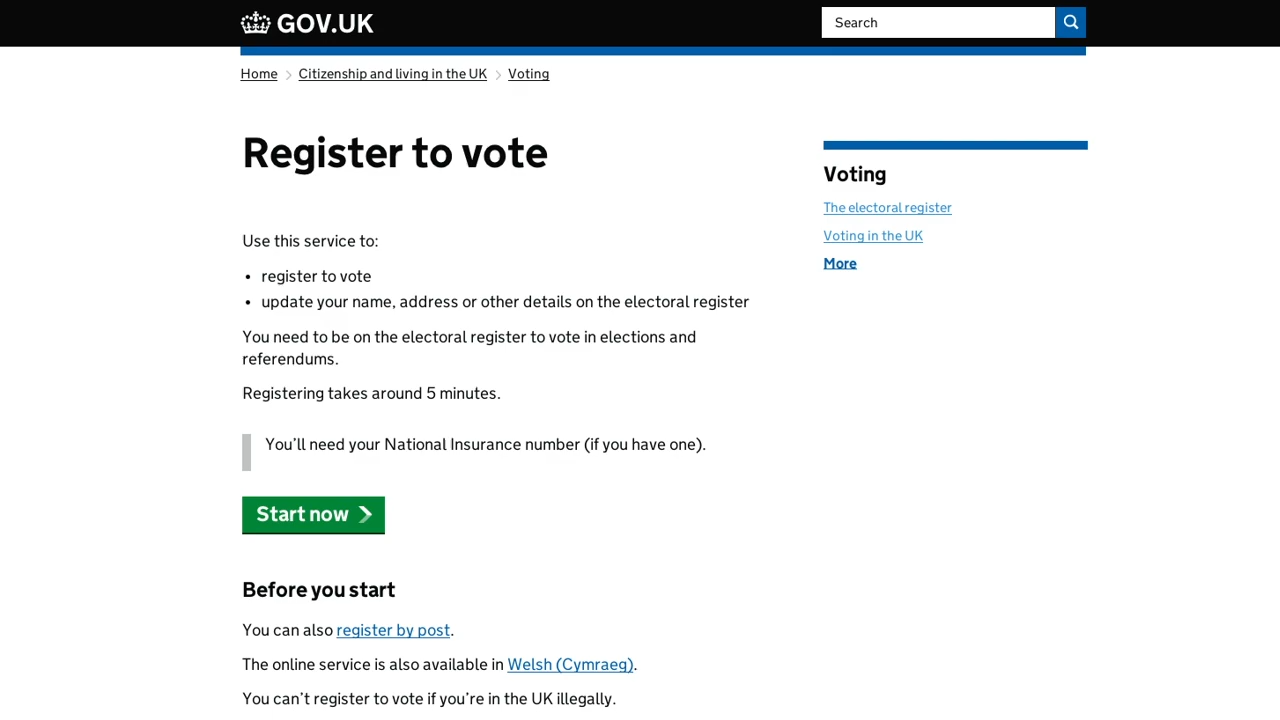 GOV.UK
Search
Home
Citizenship and living in the UK
Voting
Register to vote
Use this service to:
• register to vote
• update your name, address or other details on the electoral register
You need to be on the electoral register to vote in elections and
referendums.
Registering takes around 5 minutes.
You’ll need your National Insurance number (if you have one).
Start now
Before you start
You can also register by post.
The online service is also available in Welsh (Cymraeg).
You can’t register to vote if you’re in the UK illegally.
Voting
The electoral register
Voting in the UK
More